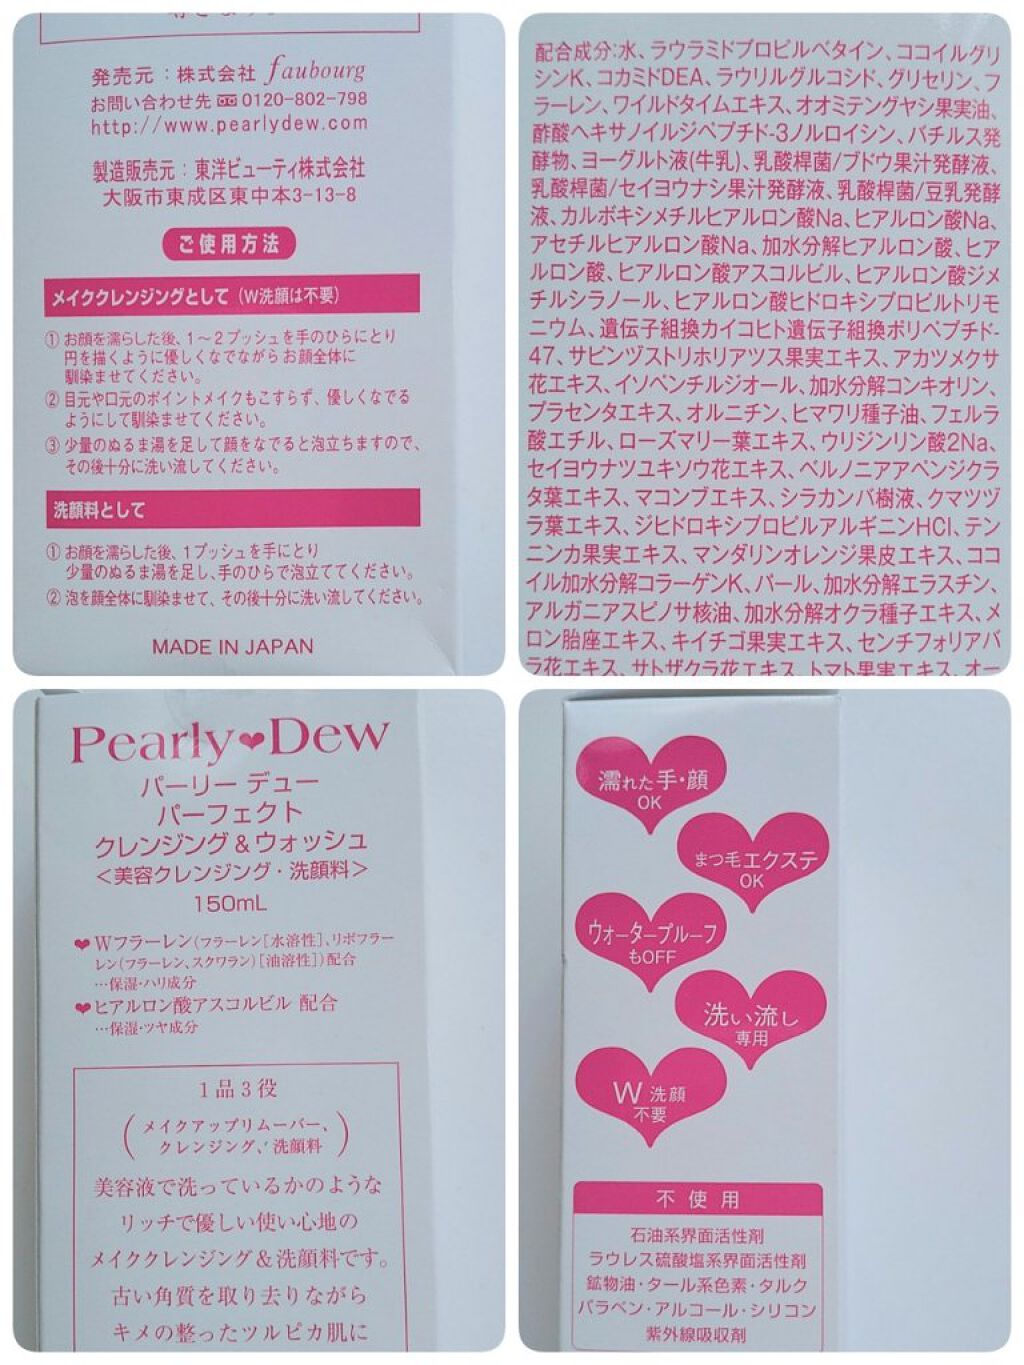 発売元：株式会社 faubourg
お問い合わせ先 0120-802-798
http://www.pearlydew.com
製造販売元：東洋ビューティ株式会社
大阪市東成区東中本3-13-8
ご使用方法
メイククレンジングとして（W洗顔は不要）
① お顔を濡らした後、1～2プッシュを手のひらにとり
円を描くように優しくなでながらお顔全体に
馴染ませてください。
② 目元や口元のポイントメイクもこすらず、優しくなでる
ようにして馴染ませてください。
③ 少量のぬるま湯を足して顔をなでると泡立ちますので、
その後十分に洗い流してください。
洗顔料として
① お顔を濡らした後、1プッシュを手にとり
少量のぬるま湯を足し、手のひらで泡立ててください。
② 泡を顔全体に馴染ませて、その後十分に洗い流してください。
MADE IN JAPAN
配合成分:水、ラウラミドプロピルベタイン、ココイルグリ
シンK、コカミドDEA、ラウリルグルコシド、グリセリン、フ
ラーレン、ワイルドタイムエキス、オオミテングヤシ果実油、
酢酸ヘキサノイルジペプチド-3ノルロイシン、バチルス発
酵物、ヨーグルト液(牛乳)、乳酸桿菌/ブドウ果汁発酵液、
乳酸桿菌/セイヨウナシ果汁発酵液、乳酸桿菌/豆乳発酵
液、カルボキシメチルヒアルロン酸Na、ヒアルロン酸Na、
アセチルヒアルロン酸Na、加水分解ヒアルロン酸、ヒア
ルロン酸、ヒアルロン酸アスコルビル、ヒアルロン酸ジメ
チルシラノール、ヒアルロン酸ヒドロキシプロピルトリモ
ニウム、遺伝子組換カイコヒト遺伝子組換ポリペプチド-
47、サピンヅストリホリアツス果実エキス、アカツメクサ
花エキス、イソペンチルジオール、加水分解コンキオリン、
プラセンタエキス、オルニチン、ヒマワリ種子油、フェルラ
酸エチル、ローズマリー葉エキス、ウリジンリン酸2Na、
セイヨウナツユキソウ花エキス、ベルノニアアペンジクラ
タ葉エキス、マコンブエキス、シラカンバ樹液、クマツヅ
ラ葉エキス、ジヒドロキシプロピルアルギニンHCl、テン
ニンカ果実エキス、マンダリンオレンジ果皮エキス、ココ
イル加水分解コラーゲンK、パール、加水分解エラスチン、
アルガニアスピノサ核油、加水分解オクラ種子エキス、メ
ロン胎座エキス、キイチゴ果実エキス、センチフォリアバ
ラ花エキス、サトザクラ花エキス、トマト果実エキス、オー
Pearly❤Dew
パーリー デュー
パーフェクト
クレンジング＆ウォッシュ
＜美容クレンジング・洗顔料＞
150mL
❤Wフラーレン（フラーレン［水溶性］、リポフラー
レン（フラーレン、スクワラン）［油溶性］）配合
…保湿・ハリ成分
❤ヒアルロン酸アスコルビル 配合
…保湿・ツヤ成分
1品3役
（メイクアップリムーバー、
クレンジング、洗顔料）
美容液で洗っているかのような
リッチで優しい使い心地の
メイククレンジング＆洗顔料です。
古い角質を取り去りながら
キメの整ったツルピカ肌に
濡れた手・顔
OK
まつ毛エクステ
OK
ウォータープルーフ
もOFF
洗い流し
専用
W 洗顔
不要
不使用
石油系界面活性剤
ラウレス硫酸塩系界面活性剤
鉱物油・タール系色素・タルク
パラベン・アルコール・シリコン
紫外線吸収剤